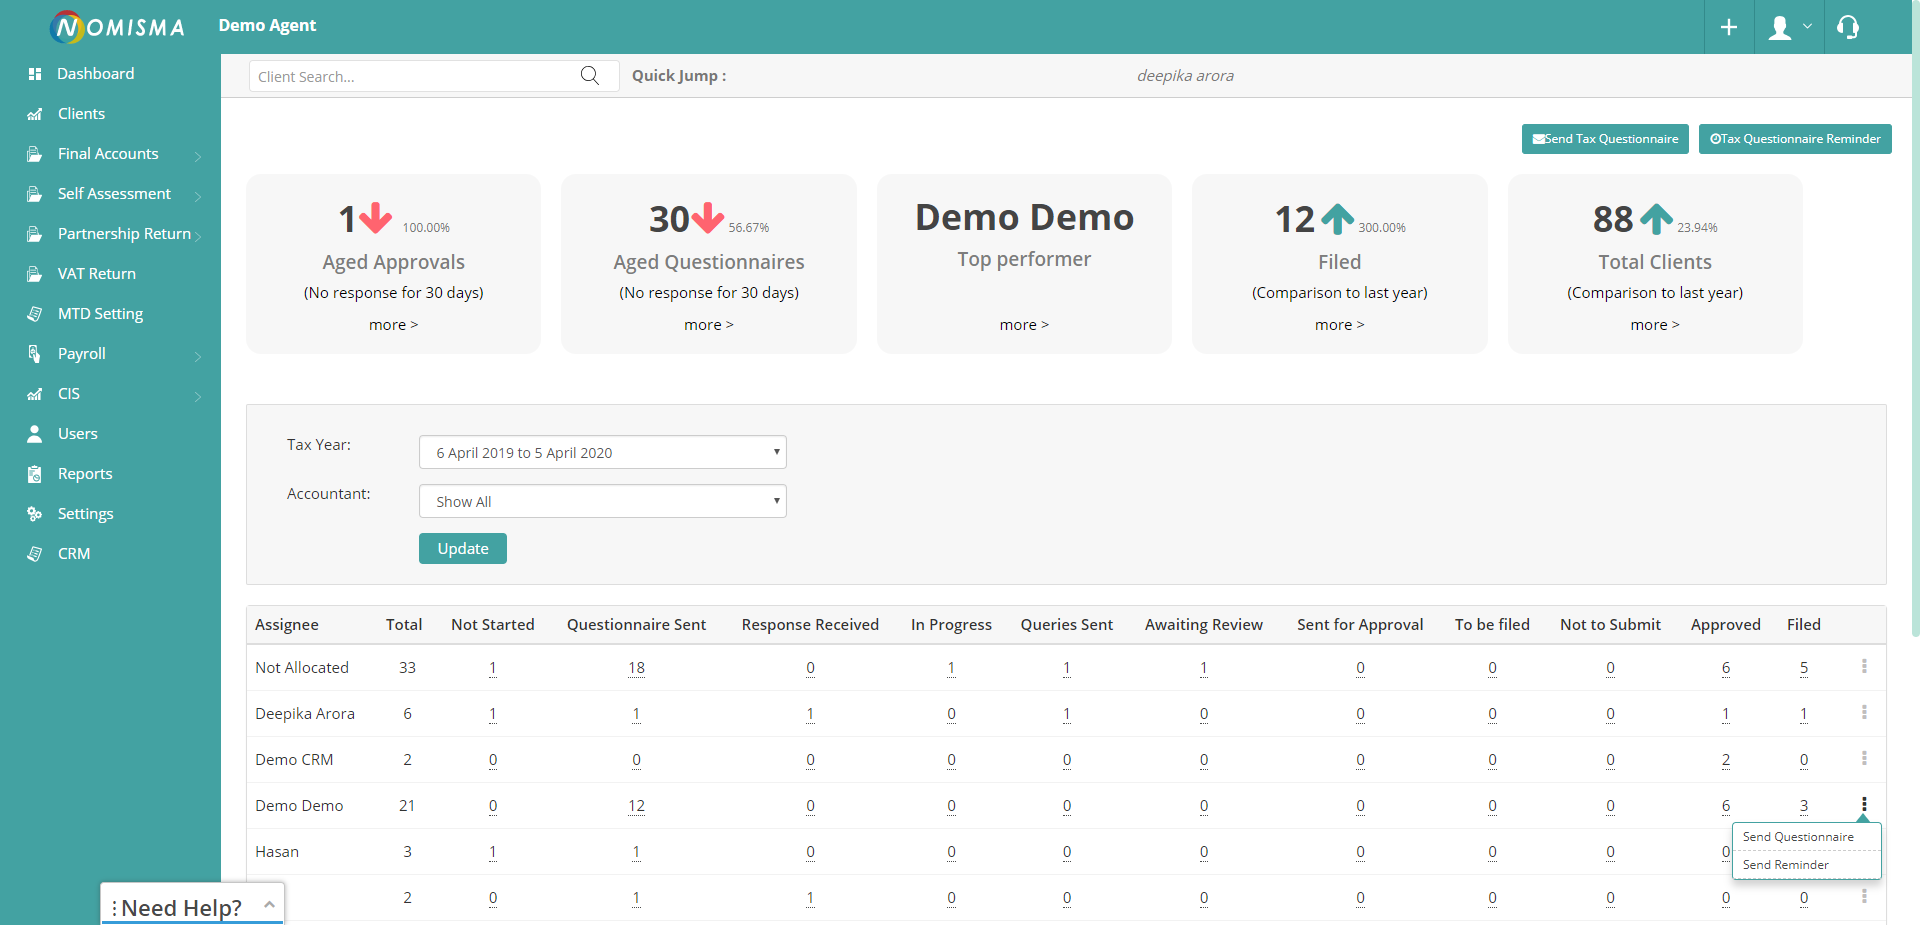 NOMISMA
Demo Agent
Dashboard
Clients
Final Accounts
Self Assessment
Partnership Return
VAT Return
MTD Setting
Payroll
CIS
Users
Reports
Settings
CRM
Client Search...
Quick Jump :
deepika arora
Send Tax Questionnaire
Tax Questionnaire Reminder
1 100.00%
Aged Approvals
(No response for 30 days)
more >
30 56.67%
Aged Questionnaires
(No response for 30 days)
more >
Demo Demo
Top performer
more >
12 300.00%
Filed
(Comparison to last year)
more >
88 23.94%
Total Clients
(Comparison to last year)
more >
Tax Year: 6 April 2019 to 5 April 2020
Accountant: Show All
Update
Assignee Total Not Started Questionnaire Sent Response Received In Progress Queries Sent Awaiting Review Sent for Approval To be filed Not to Submit Approved Filed
Not Allocated 33 1 18 0 1 1 1 0 0 0 6 5
Deepika Arora 6 1 1 1 0 1 0 0 0 0 1 1
Demo CRM 2 0 0 0 0 0 0 0 0 0 2 0
Demo Demo 21 0 12 0 0 0 0 0 0 0 6 3
Hasan 3 1 1 0 0 0 0 0 0 0 0
2 0 1 1 0 0 0 0 0 0 0 0
Send Questionnaire
Send Reminder
Need Help?